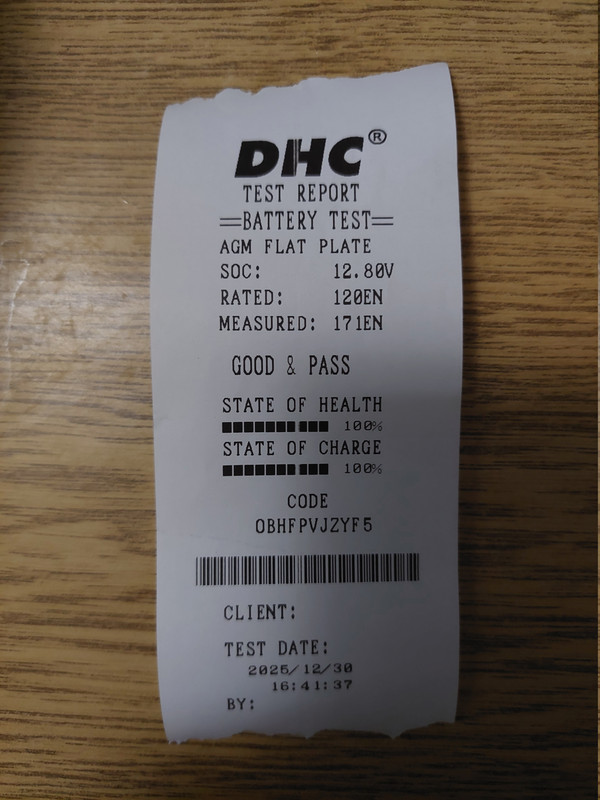 DHC®
TEST REPORT
=BATTERY TEST=
AGM FLAT PLATE
SOC: 12.80V
RATED: 120EN
MEASURED: 171EN
GOOD & PASS
STATE OF HEALTH
100%
STATE OF CHARGE
100%
CODE
OBHFPVJZYF5
CLIENT:
TEST DATE:
2025/12/30
16:41:37
BY: